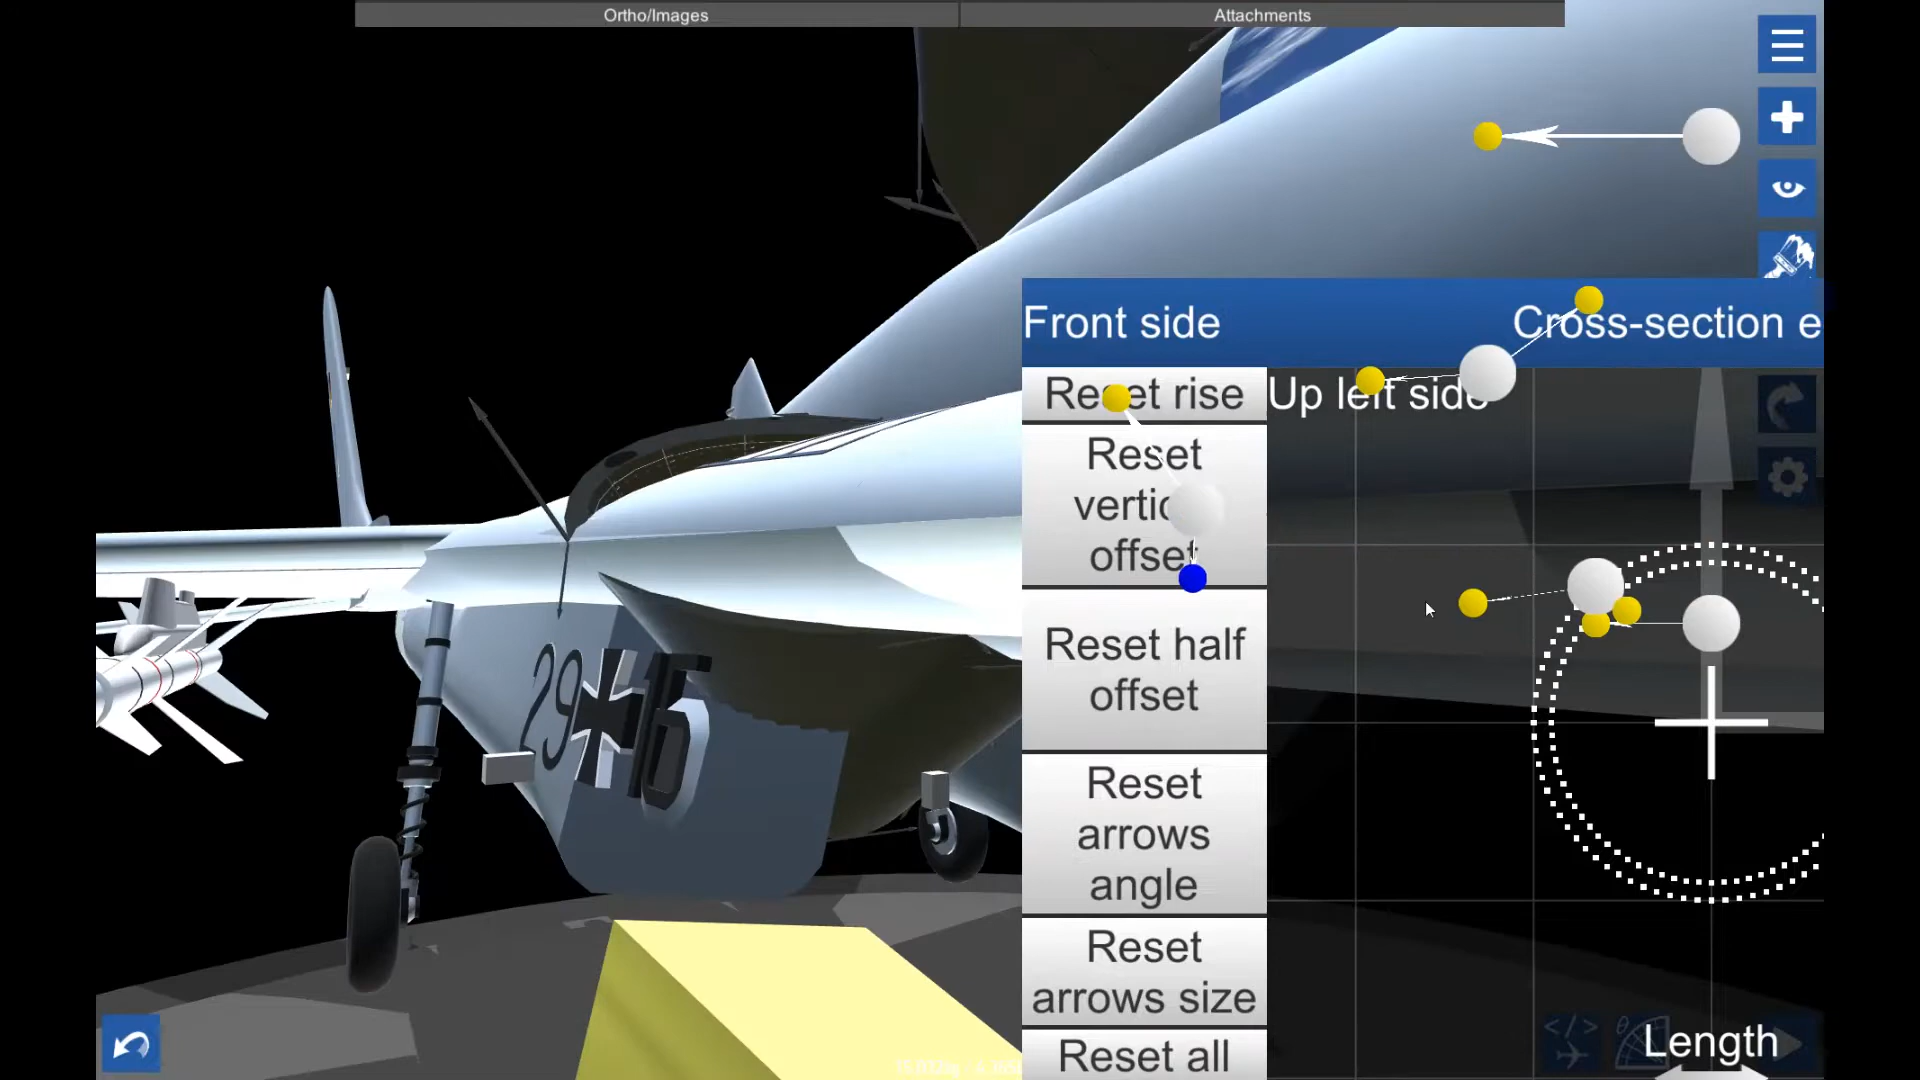 Ortho/Images
Attachments
Front side
Cross-section e
Reset rise
Up left side
Reset
vertic
offset
Reset half
offset
Reset
arrows
angle
Reset
arrows size
Reset all
Length
29